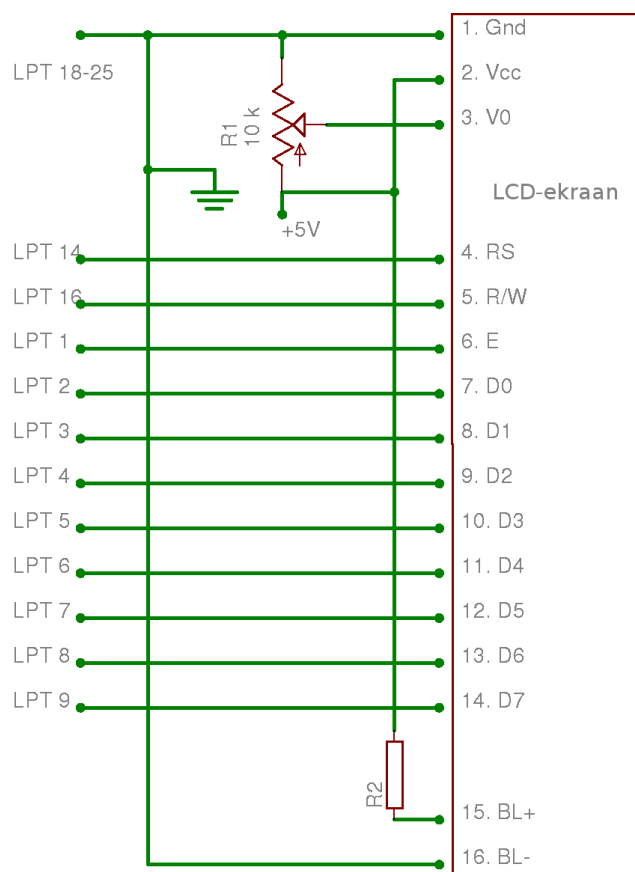 1. Gnd
LPT 18-25
2. Vcc
R1
10 k
3. V0
LCD-ekraan
+5V
LPT 14
4. RS
LPT 16
5. R/W
LPT 1
6. E
LPT 2
7. D0
LPT 3
8. D1
LPT 4
9. D2
LPT 5
10. D3
LPT 6
11. D4
LPT 7
12. D5
LPT 8
13. D6
LPT 9
14. D7
R2
15. BL+
16. BL-